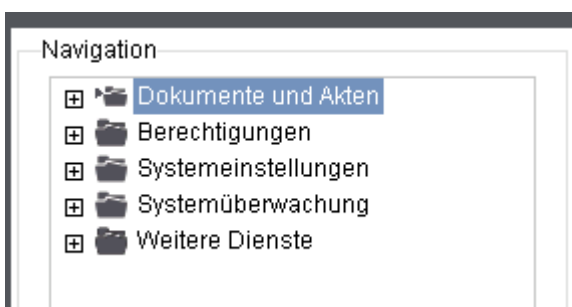 Navigation
Dokumente und Akten
Berechtigungen
Systemeinstellungen
Systemüberwachung
Weitere Dienste